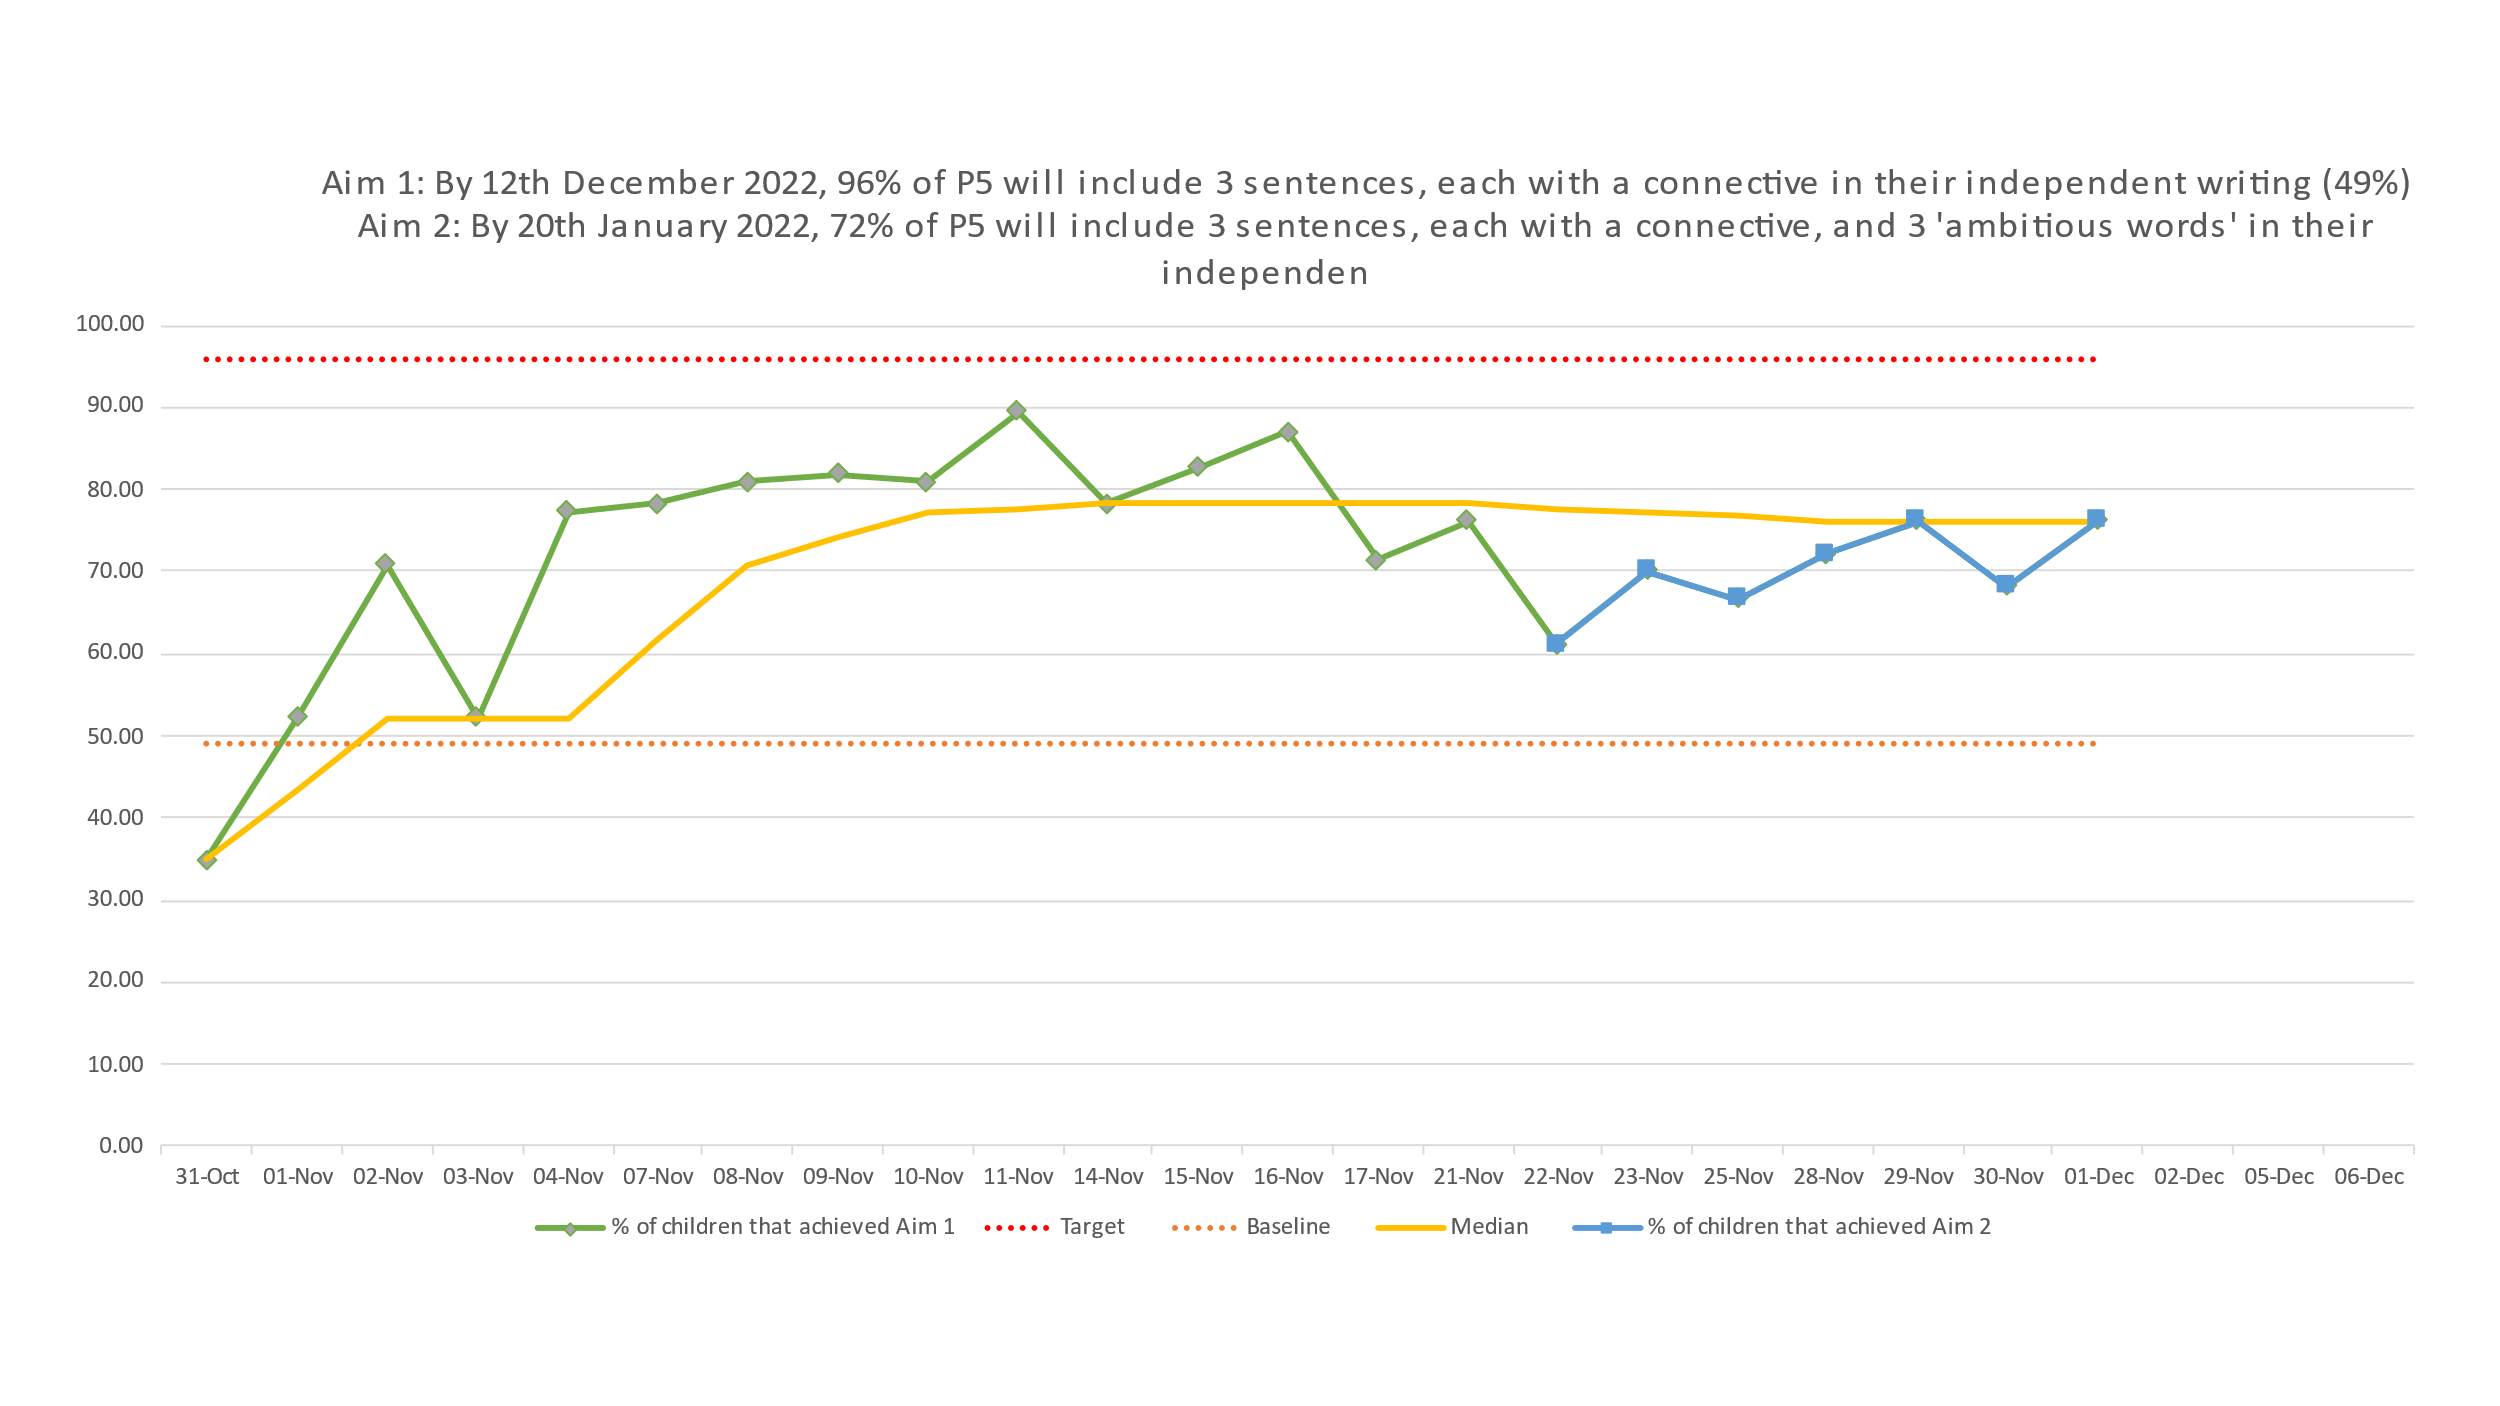 Aim 1: By 12th December 2022, 96% of P5 will include 3 sentences, each with a connective in their independent writing (49%)
Aim 2: By 20th January 2022, 72% of P5 will include 3 sentences, each with a connective, and 3 'ambitious words' in their
independen
100.00
90.00
80.00
70.00
60.00
50.00
40.00
30.00
20.00
10.00
0.00
31-Oct 01-Nov 02-Nov 03-Nov 04-Nov 07-Nov 08-Nov 09-Nov 10-Nov 11-Nov 14-Nov 15-Nov 16-Nov 17-Nov 21-Nov 22-Nov 23-Nov 25-Nov 28-Nov 29-Nov 30-Nov 01-Dec 02-Dec 05-Dec 06-Dec
% of children that achieved Aim 1 Target Baseline Median % of children that achieved Aim 2